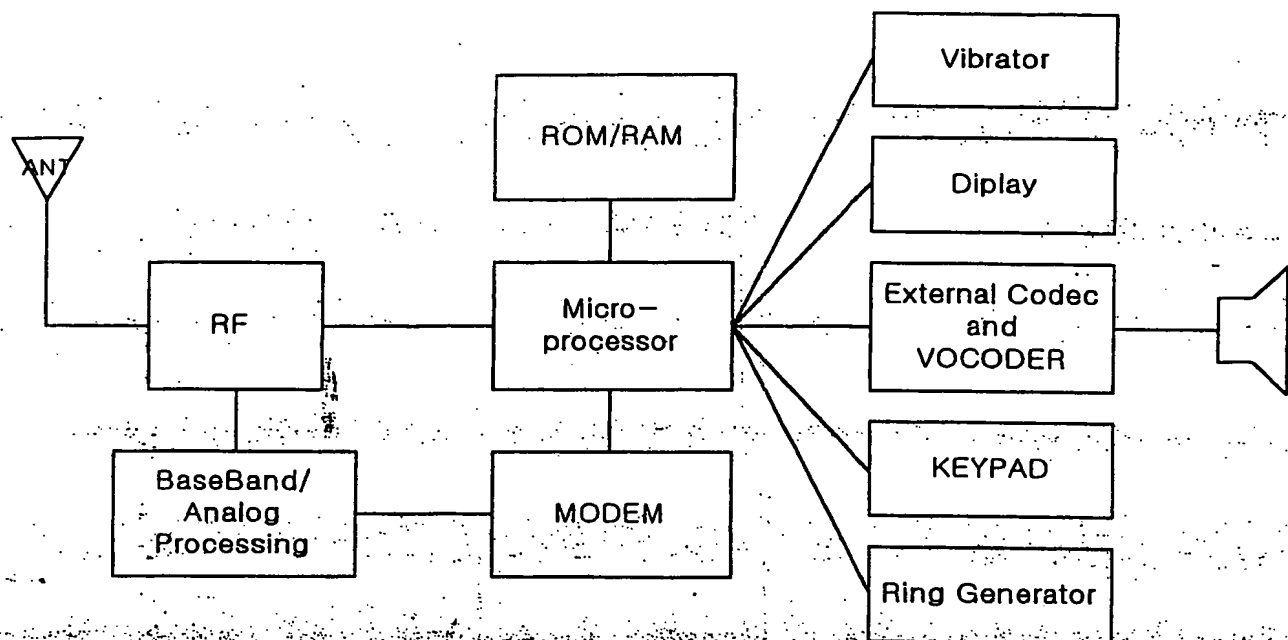 Vibrator
ROM/RAM
ANT
Diplay
RF
Micro-
processor
External Codec
and
VOCODER
BaseBand/
Analog
Processing
MODEM
KEYPAD
Ring Generator